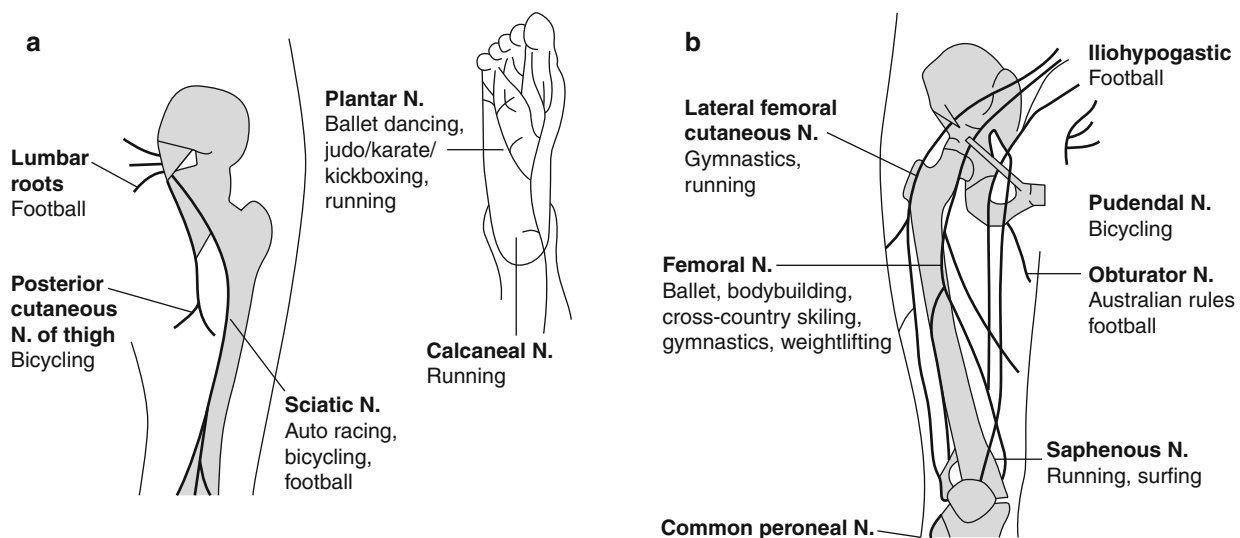 a
Lumbar
roots
Football
Posterior
cutaneous
N. of thigh
Bicycling
Sciatic N.
Auto racing,
bicycling,
football
Plantar N.
Ballet dancing,
judo/karate/
kickboxing,
running
Calcaneal N.
Running
b
Iliohypogastic
Football
Lateral femoral
cutaneous N.
Gymnastics,
running
Pudendal N.
Bicycling
Femoral N.
Ballet, bodybuilding,
cross-country skiling,
gymnastics, weightlifting
Obturator N.
Australian rules
football
Saphenous N.
Running, surfing
Common peroneal N.